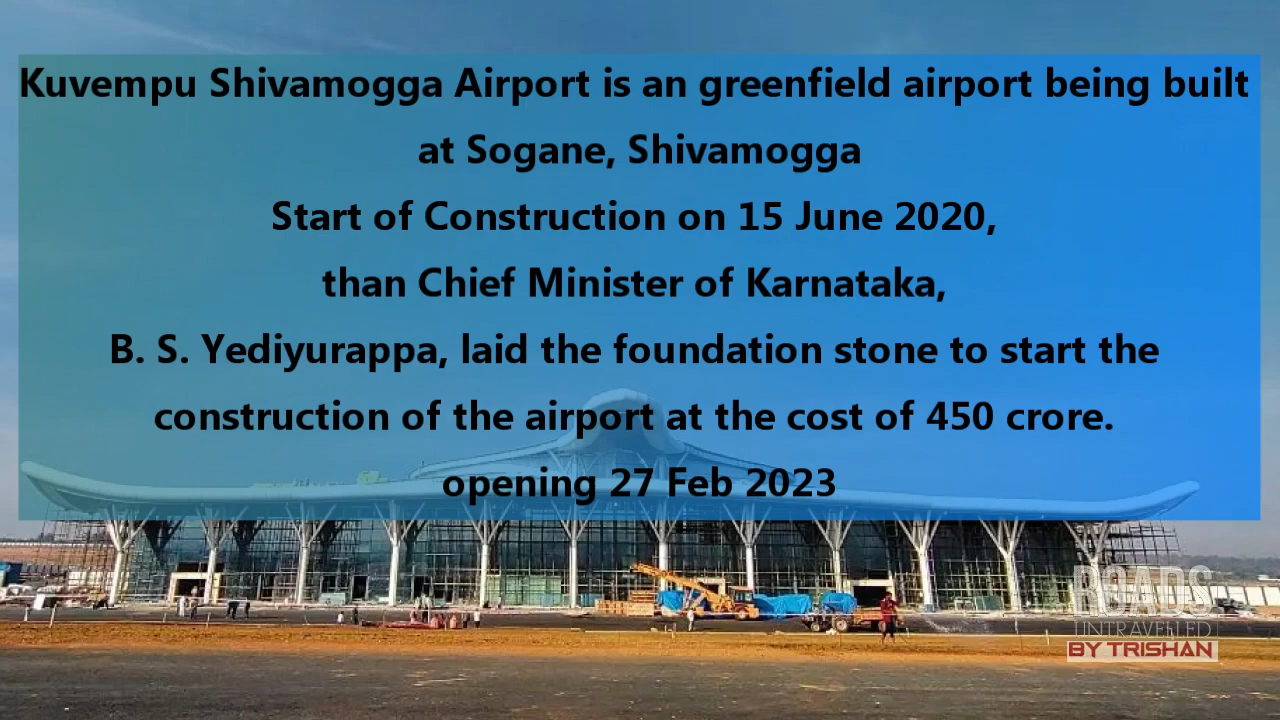 Kuvempu Shivamogga Airport is an greenfield airport being built
at Sogane, Shivamogga
Start of Construction on 15 June 2020,
than Chief Minister of Karnataka,
B. S. Yediyurappa, laid the foundation stone to start the
construction of the airport at the cost of 450 crore.
opening 27 Feb 2023
ROADS
UNTRAVELLED
BY TRISHAN